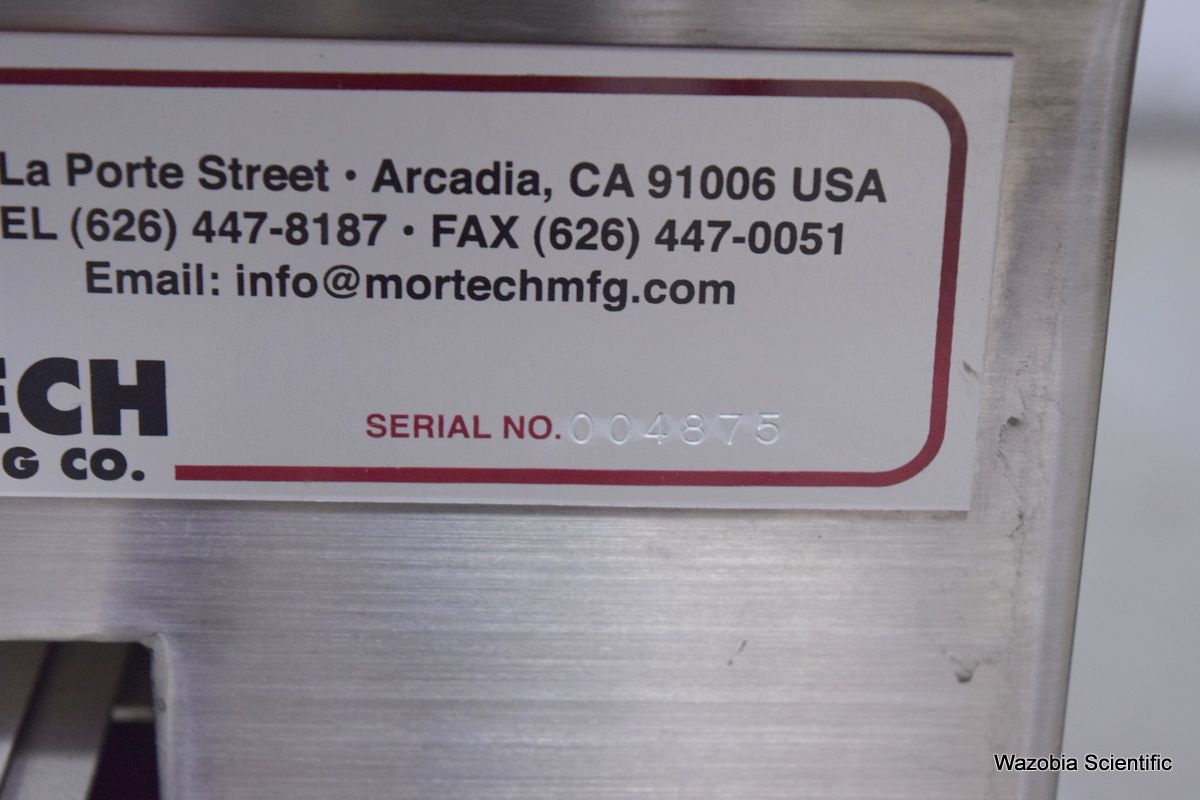 La Porte Street • Arcadia, CA 91006 USA
EL (626) 447-8187 • FAX (626) 447-0051
Email: info@mortechmfg.com
ECH
G CO.
SERIAL NO. 004875
Wazobia Scientific